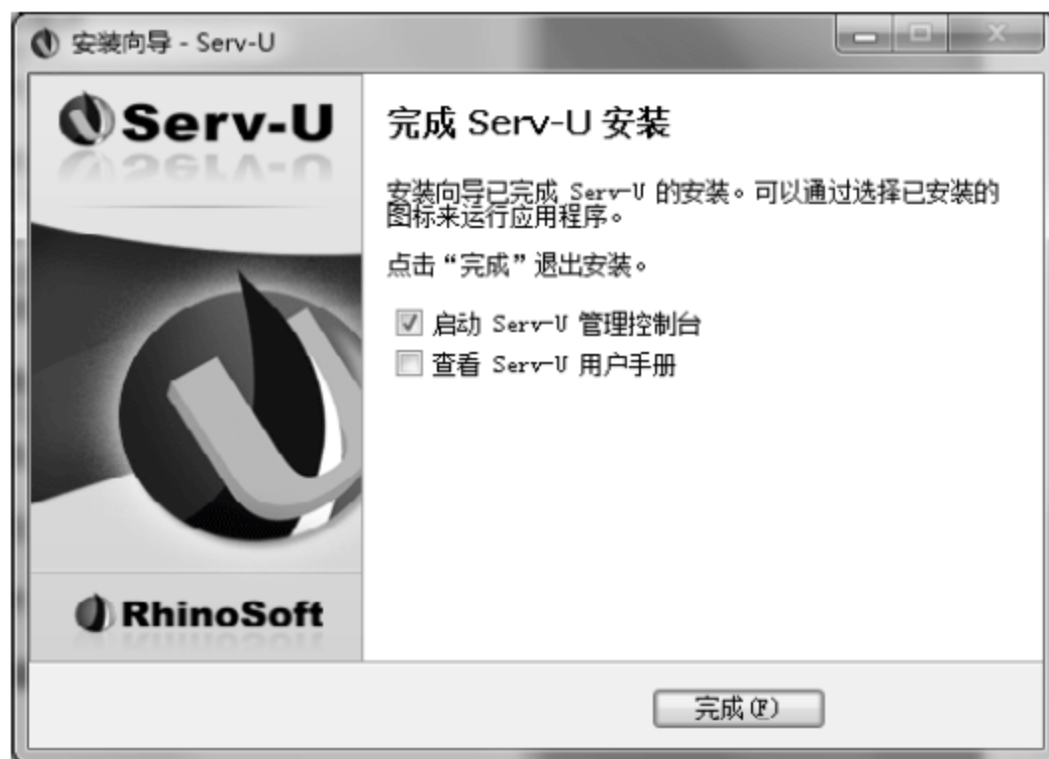 安装向导 - Serv-U
Serv-U
完成 Serv-U 安装
安装向导已完成 Serv-U 的安装。可以通过选择已安装的
图标来运行应用程序。
点击“完成”退出安装。
启动 Serv-U 管理控制台
查看 Serv-U 用户手册
RhinoSoft
完成(F)